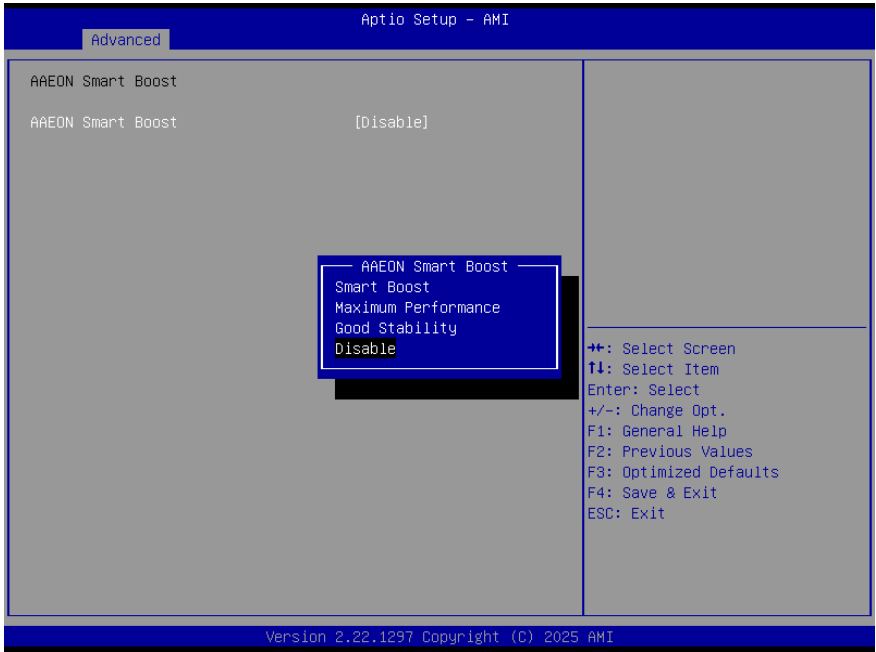 Aptio Setup - AMI
Advanced
AAEON Smart Boost
AAEON Smart Boost [Disable]
AAEON Smart Boost
Smart Boost
Maximum Performance
Good Stability
Disable
→←: Select Screen
↑↓: Select Item
Enter: Select
+/-: Change Opt.
F1: General Help
F2: Previous Values
F3: Optimized Defaults
F4: Save & Exit
ESC: Exit
Version 2.22.1297 Copyright (C) 2025 AMI